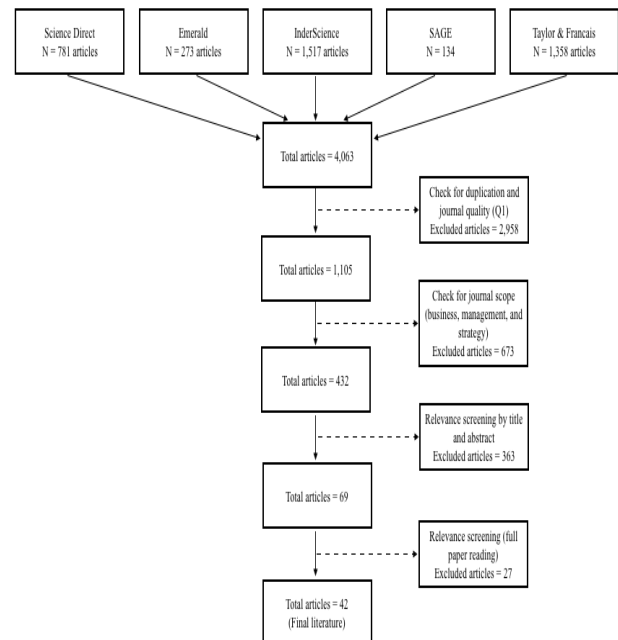 Science Direct
N = 781 articles
Emerald
N = 273 articles
InderScience
N = 1,517 articles
SAGE
N = 134
Taylor & Francais
N = 1,358 articles
Total articles = 4,063
Check for duplication and
journal quality (Q1)
Excluded articles = 2,958
Total articles = 1,105
Check for journal scope
(business, management, and
strategy)
Excluded articles = 673
Total articles = 432
Relevance screening by title
and abstract
Excluded articles = 363
Total articles = 69
Relevance screening (full
paper reading)
Excluded articles = 27
Total articles = 42
(Final literature)